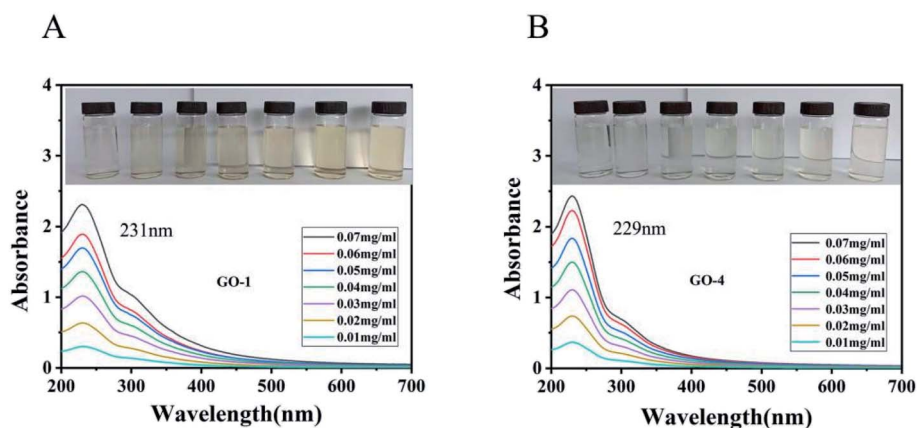 A
4
3
2
1
0
Absorbance
231nm
GO-1
0.07mg/ml
0.06mg/ml
0.05mg/ml
0.04mg/ml
0.03mg/ml
0.02mg/ml
0.01mg/ml
200 300 400 500 600 700
Wavelength(nm)
B
4
3
2
1
0
Absorbance
229nm
GO-4
0.07mg/ml
0.06mg/ml
0.05mg/ml
0.04mg/ml
0.03mg/ml
0.02mg/ml
0.01mg/ml
200 300 400 500 600 700
Wavelength(nm)